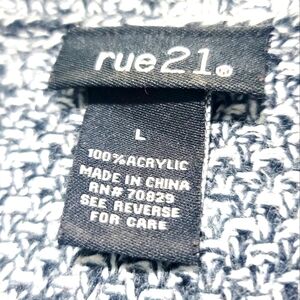 rue21®
L
100% ACRYLIC
MADE IN CHINA
RN# 70829
SEE REVERSE
FOR CARE